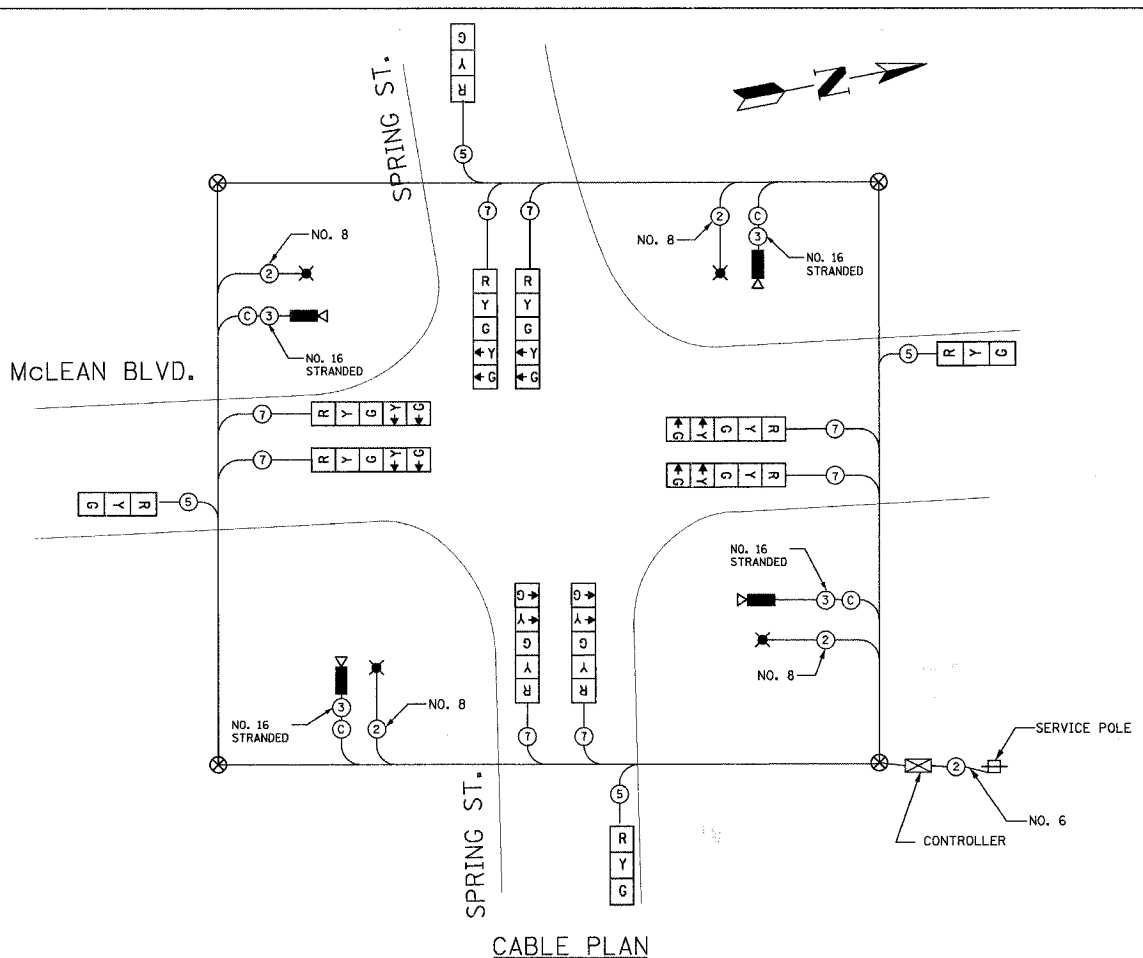 G
Y
R
SPRING ST.
N
5
7
7
2
NO. 8
C
3
NO. 16
STRANDED
NO. 8
2
C
3
NO. 16
STRANDED
R
Y
G
←Y
←G
R
Y
G
←Y
←G
McLEAN BLVD.
5 R Y G
7 R Y G ←Y ←G
7 R Y G ←Y ←G
←G ←Y G Y R 7
←G ←Y G Y R 7
G Y R 5
NO. 16
STRANDED
3 C
2
NO. 8
←G
←Y
G
Y
R
←G
←Y
G
Y
R
NO. 16
STRANDED
3
C
2
NO. 8
7
7
SPRING ST.
5
R
Y
G
SERVICE POLE
2
NO. 6
CONTROLLER
CABLE PLAN